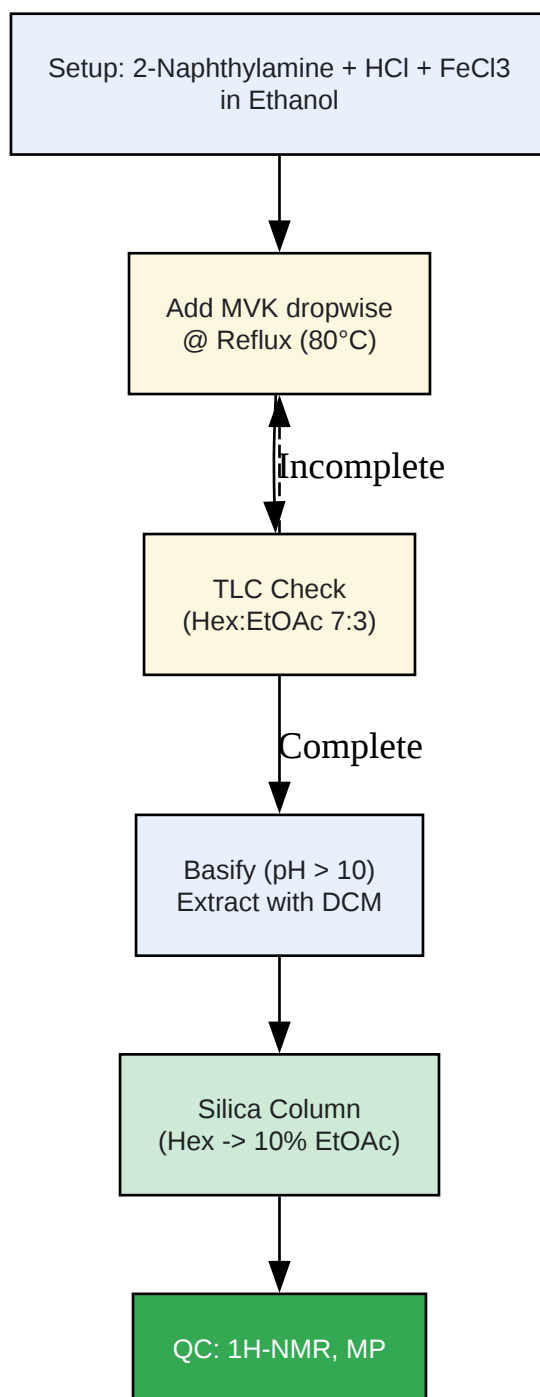 Setup: 2-Naphthylamine + HCl + FeCl3
in Ethanol
Add MVK dropwise
@ Reflux (80°C)
Incomplete
TLC Check
(Hex:EtOAc 7:3)
Complete
Basify (pH > 10)
Extract with DCM
Silica Column
(Hex -> 10% EtOAc)
QC: 1H-NMR, MP